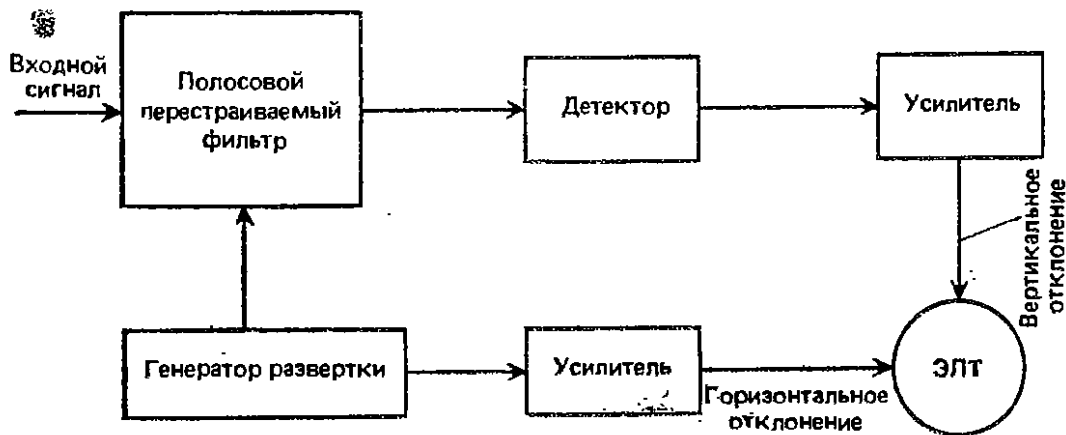 Входной
сигнал
Полосовой
перестраиваемый
фильтр
Детектор
Усилитель
Вертикальное
отклонение
Генератор развертки
Усилитель
Горизонтальное
отклонение
ЭЛТ